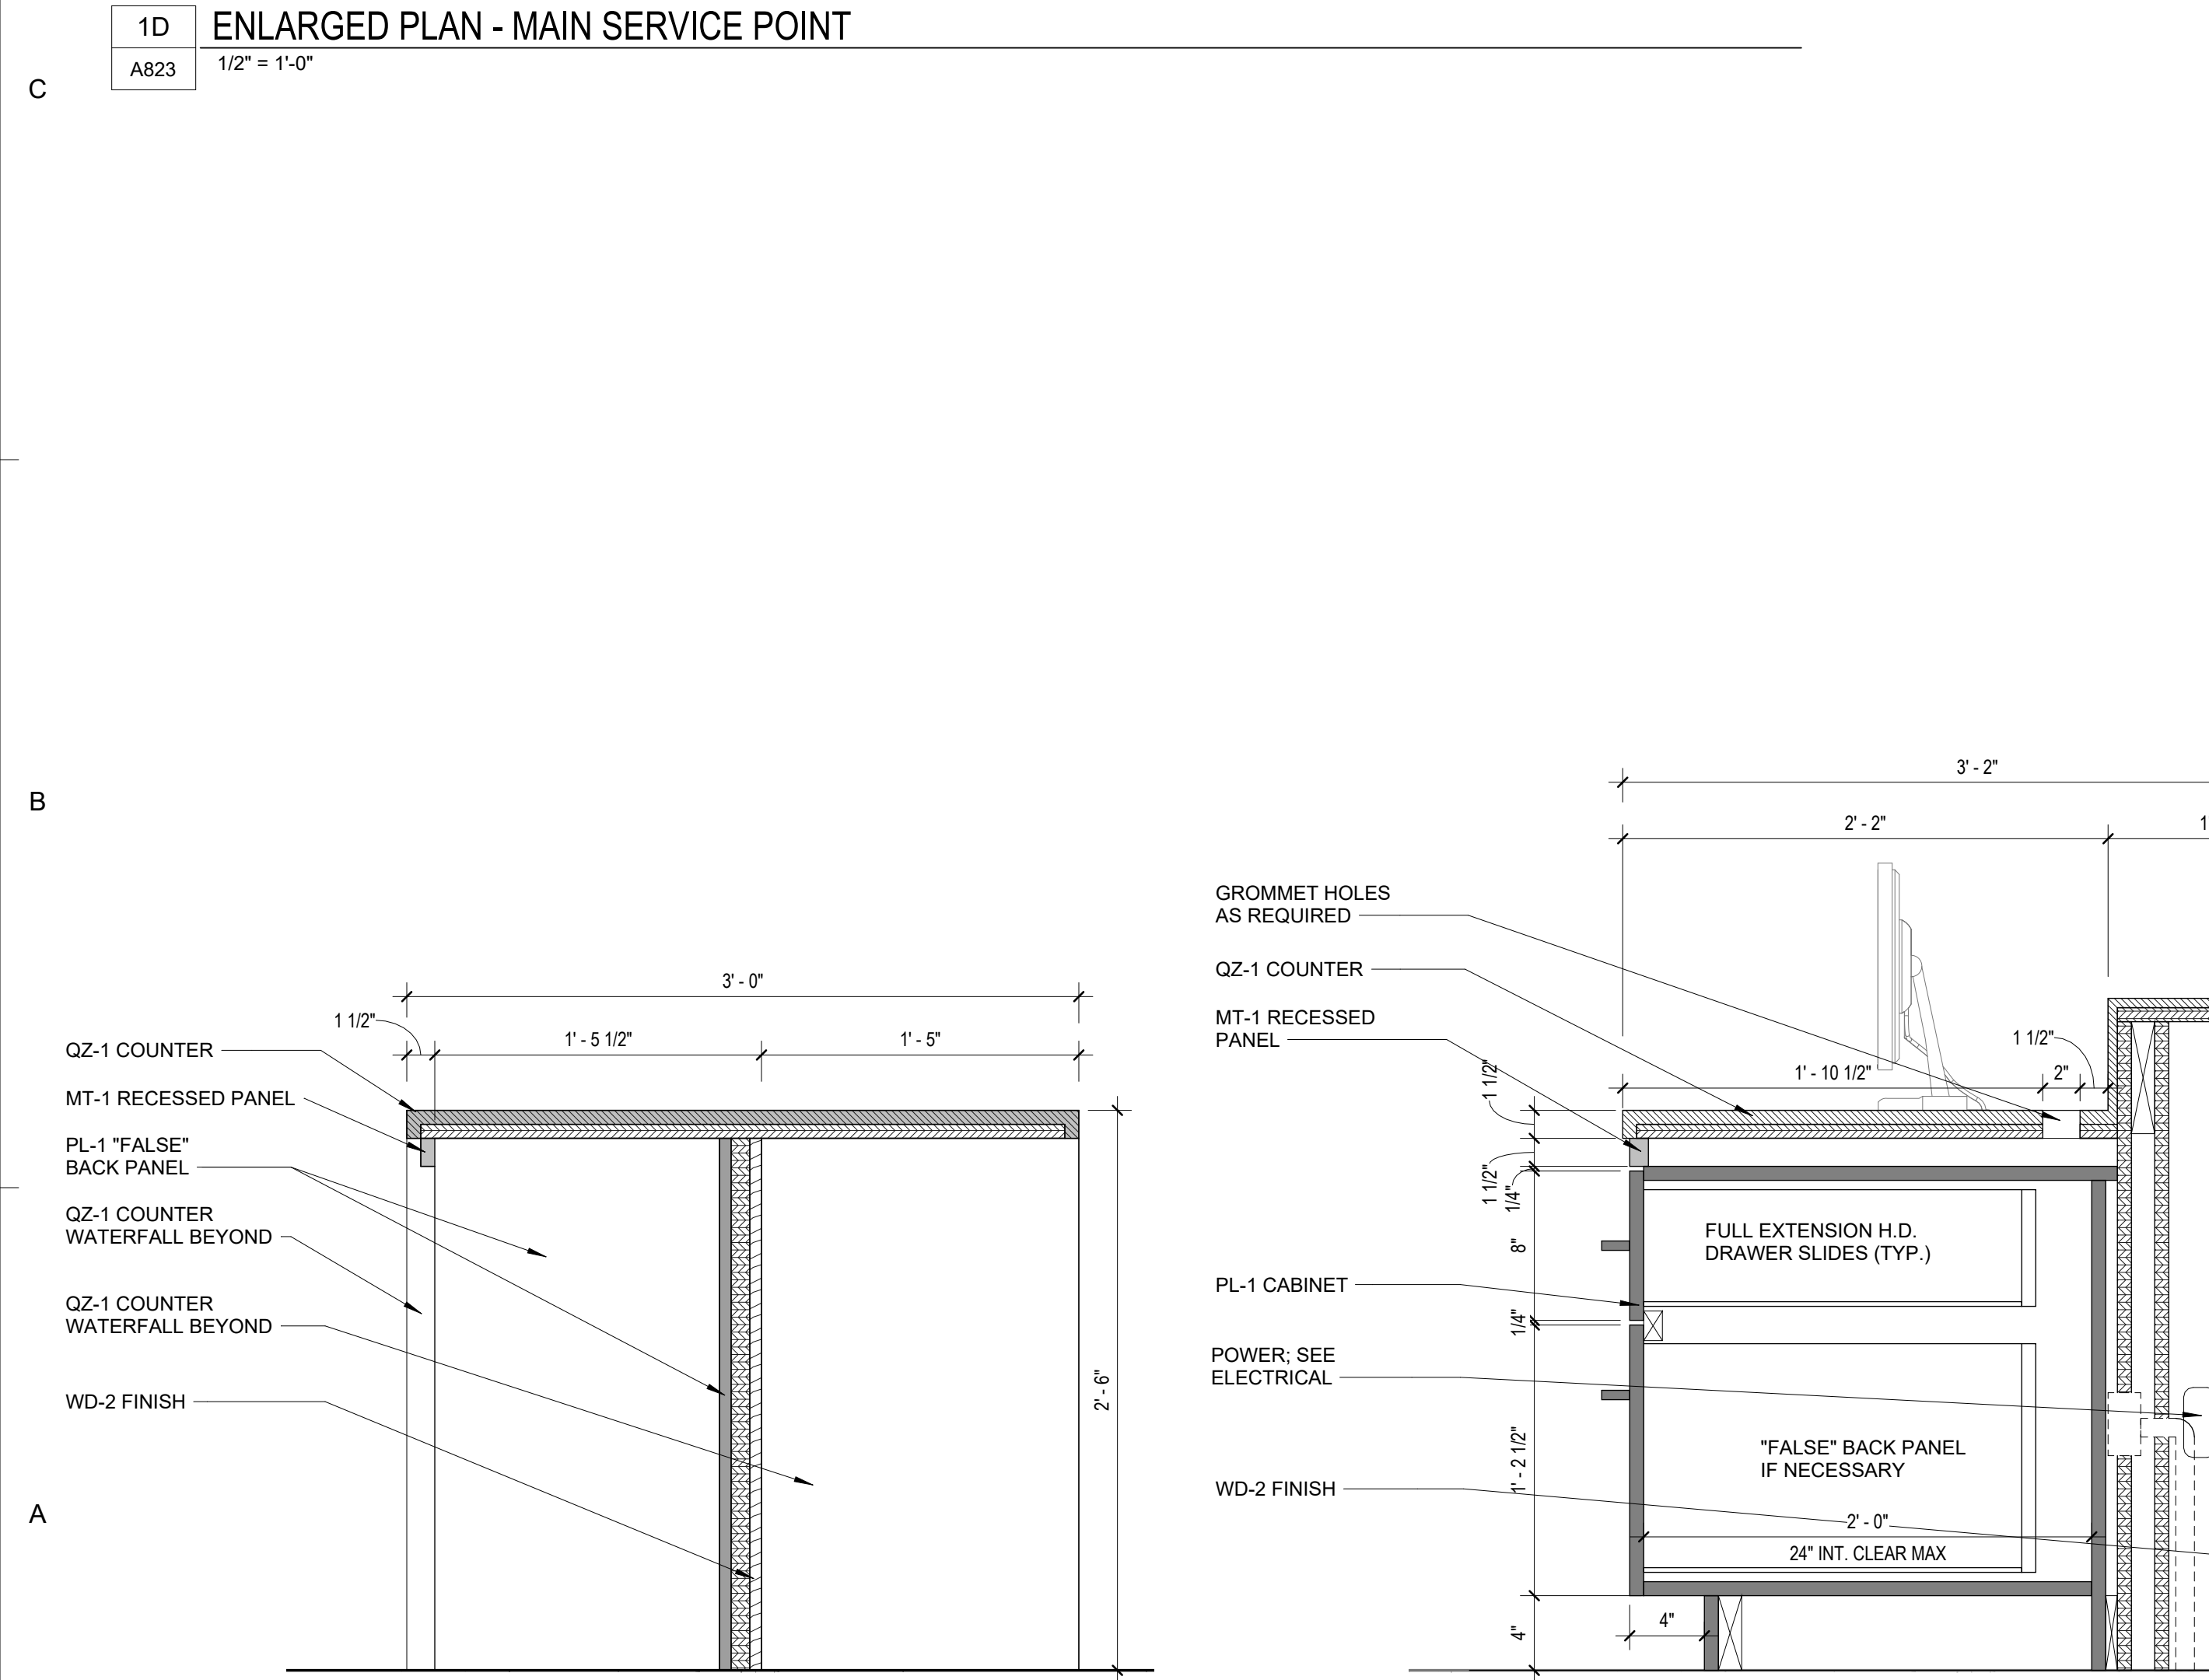 1D
ENLARGED PLAN - MAIN SERVICE POINT
A823
1/2" = 1'-0"
C
B
A
3' - 0"
1 1/2"
1' - 5 1/2"
1' - 5"
QZ-1 COUNTER
MT-1 RECESSED PANEL
PL-1 "FALSE"
BACK PANEL
QZ-1 COUNTER
WATERFALL BEYOND
QZ-1 COUNTER
WATERFALL BEYOND
WD-2 FINISH
2' - 6"
3' - 2"
2' - 2"
1
GROMMET HOLES
AS REQUIRED
QZ-1 COUNTER
MT-1 RECESSED
PANEL
1 1/2"
1' - 10 1/2"
2"
1 1/2"
1 1/2"
1/4"
8"
FULL EXTENSION H.D.
DRAWER SLIDES (TYP.)
PL-1 CABINET
1/4"
POWER; SEE
ELECTRICAL
1' - 2 1/2"
"FALSE" BACK PANEL
IF NECESSARY
WD-2 FINISH
2' - 0"
24" INT. CLEAR MAX
4"
4"